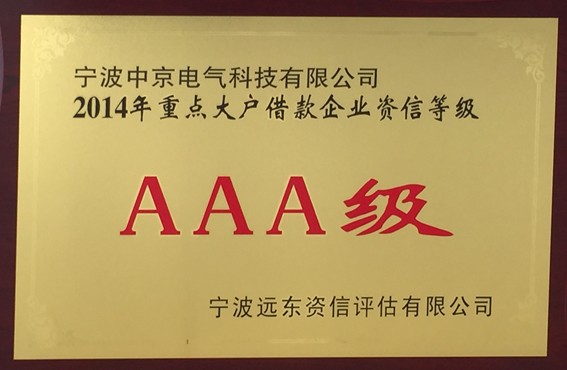 宁波中京电气科技有限公司
2014年重点大户借款企业资信等级
AAA级
宁波远东资信评估有限公司